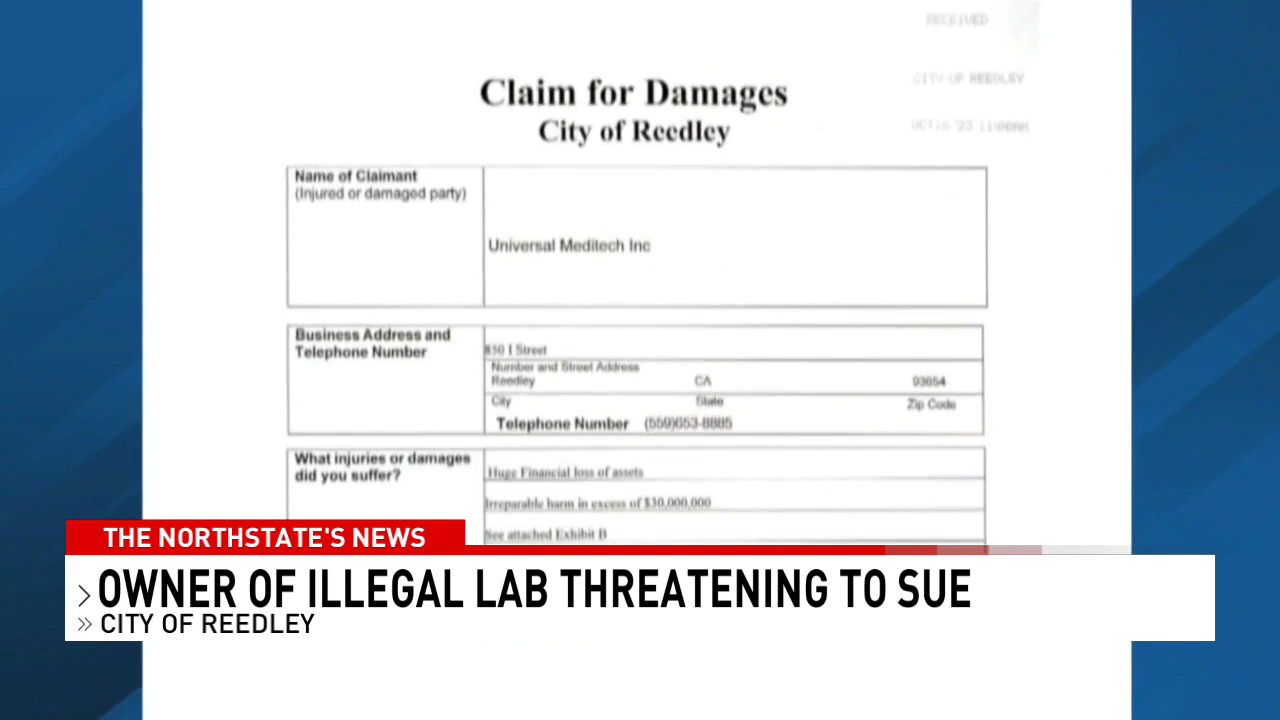 RECEIVED
CITY OF REEDLEY
OCT16 '23 11:00AM
Claim for Damages
City of Reedley
Name of Claimant
(Injured or damaged party)
Universal Meditech Inc
Business Address and
Telephone Number
850 I Street
Number and Street Address
Reedley CA 93654
City State Zip Code
Telephone Number (559)653-8885
What injuries or damages
did you suffer?
Huge Financial loss of assets
Irreparable harm in excess of $30,000,000
See attached Exhibit B
THE NORTHSTATE'S NEWS
OWNER OF ILLEGAL LAB THREATENING TO SUE
CITY OF REEDLEY